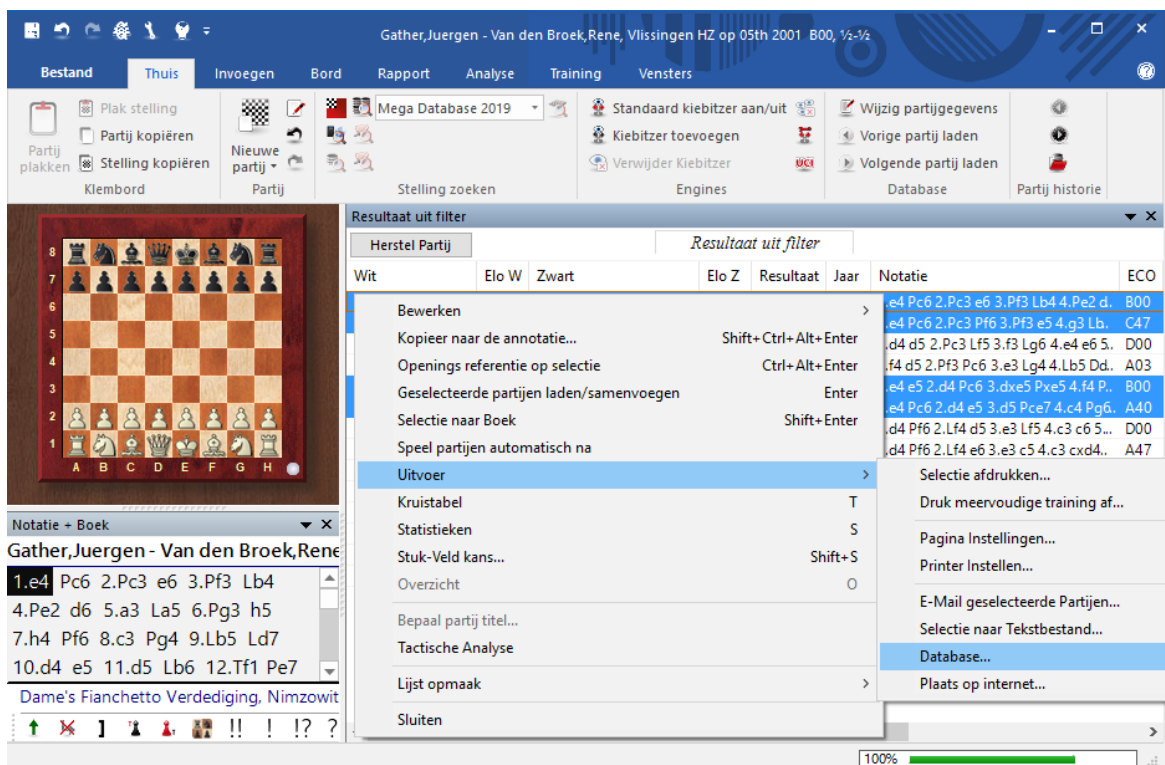 Gather,Juergen - Van den Broek,Rene, Vlissingen HZ op 05th 2001 B00, ½-½
Bestand Thuis Invoegen Bord Rapport Analyse Training Vensters
Partij plakken
Plak stelling
Partij kopiëren
Stelling kopiëren
Klembord
Nieuwe partij
Partij
Mega Database 2019
Stelling zoeken
Standaard kiebitzer aan/uit
Kiebitzer toevoegen
Verwijder Kiebitzer
UCI
Engines
Wijzig partijgegevens
Vorige partij laden
Volgende partij laden
Database
Partij historie
8
7
6
5
4
3
2
1
A B C D E F G H
Resultaat uit filter
Herstel Partij
Resultaat uit filter
Wit Elo W Zwart Elo Z Resultaat Jaar Notatie ECO
.e4 Pc6 2.Pc3 e6 3.Pf3 Lb4 4.Pe2 d.. B00
.e4 Pc6 2.Pc3 Pf6 3.Pf3 e5 4.g3 Lb.. C47
.d4 d5 2.Pc3 Lf5 3.f3 Lg6 4.e4 e6 5.. D00
.f4 d5 2.Pf3 Pc6 3.e3 Lg4 4.Lb5 Dd.. A03
.e4 e5 2.d4 Pc6 3.dxe5 Pxe5 4.f4 P.. B00
.e4 Pc6 2.d4 e5 3.d5 Pce7 4.c4 Pg6.. A40
.d4 Pf6 2.Lf4 d5 3.e3 Lf5 4.c3 c6 5... D00
.d4 Pf6 2.Lf4 e6 3.e3 c5 4.c3 cxd4.. A47
Bewerken
Kopieer naar de annotatie... Shift+Ctrl+Alt+Enter
Openings referentie op selectie Ctrl+Alt+Enter
Geselecteerde partijen laden/samenvoegen Enter
Selectie naar Boek Shift+Enter
Speel partijen automatisch na
Uitvoer
Kruistabel T
Statistieken S
Stuk-Veld kans... Shift+S
Overzicht O
Bepaal partij titel...
Tactische Analyse
Lijst opmaak
Sluiten
Selectie afdrukken...
Druk meervoudige training af...
Pagina Instellingen...
Printer Instellen...
E-Mail geselecteerde Partijen...
Selectie naar Tekstbestand...
Database...
Plaats op internet...
Notatie + Boek
Gather,Juergen - Van den Broek,Rene
1.e4 Pc6 2.Pc3 e6 3.Pf3 Lb4
4.Pe2 d6 5.a3 La5 6.Pg3 h5
7.h4 Pf6 8.c3 Pg4 9.Lb5 Ld7
10.d4 e5 11.d5 Lb6 12.Tf1 Pe7
Dame's Fianchetto Verdediging, Nimzowit
] !! ! !? ?
100%